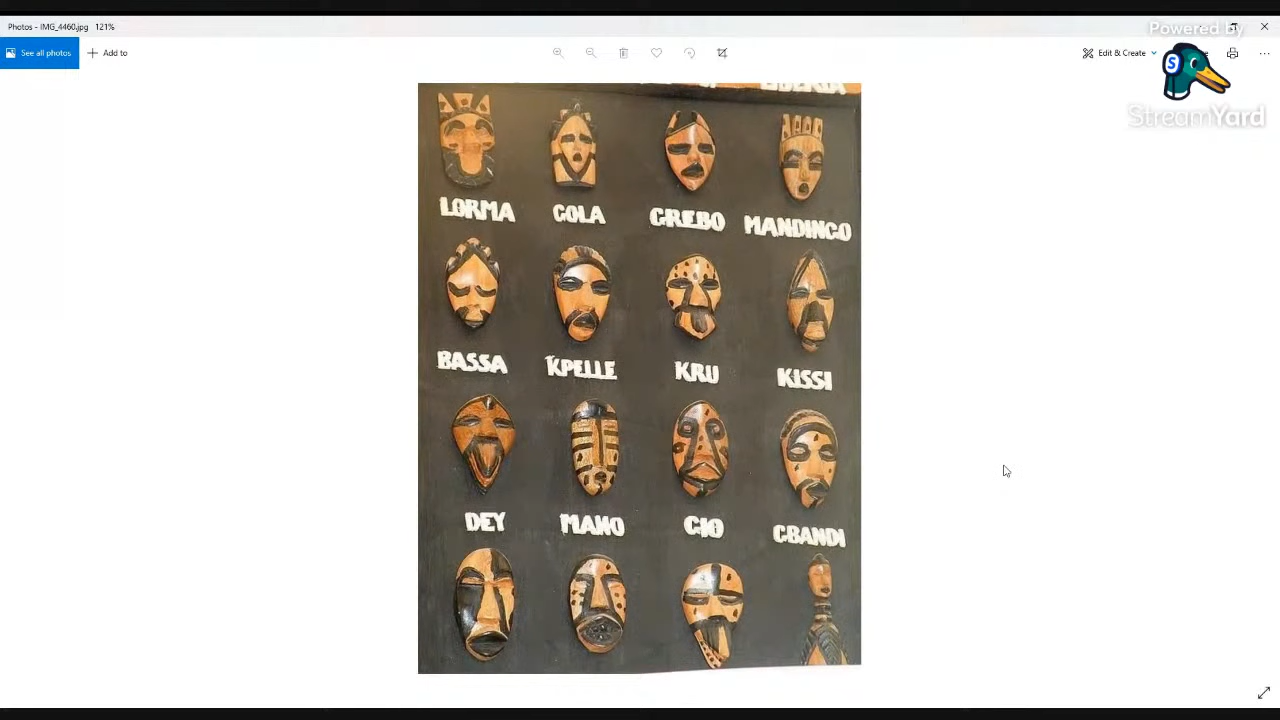 Photos - IMG_4460.jpg 121%
Powered by
See all photos
Add to
Edit & Create
StreamYard
LIBERIA
LORMA GOLA GREBO MANDINGO
BASSA KPELLE KRU KISSI
DEY MANO GIO GBANDI